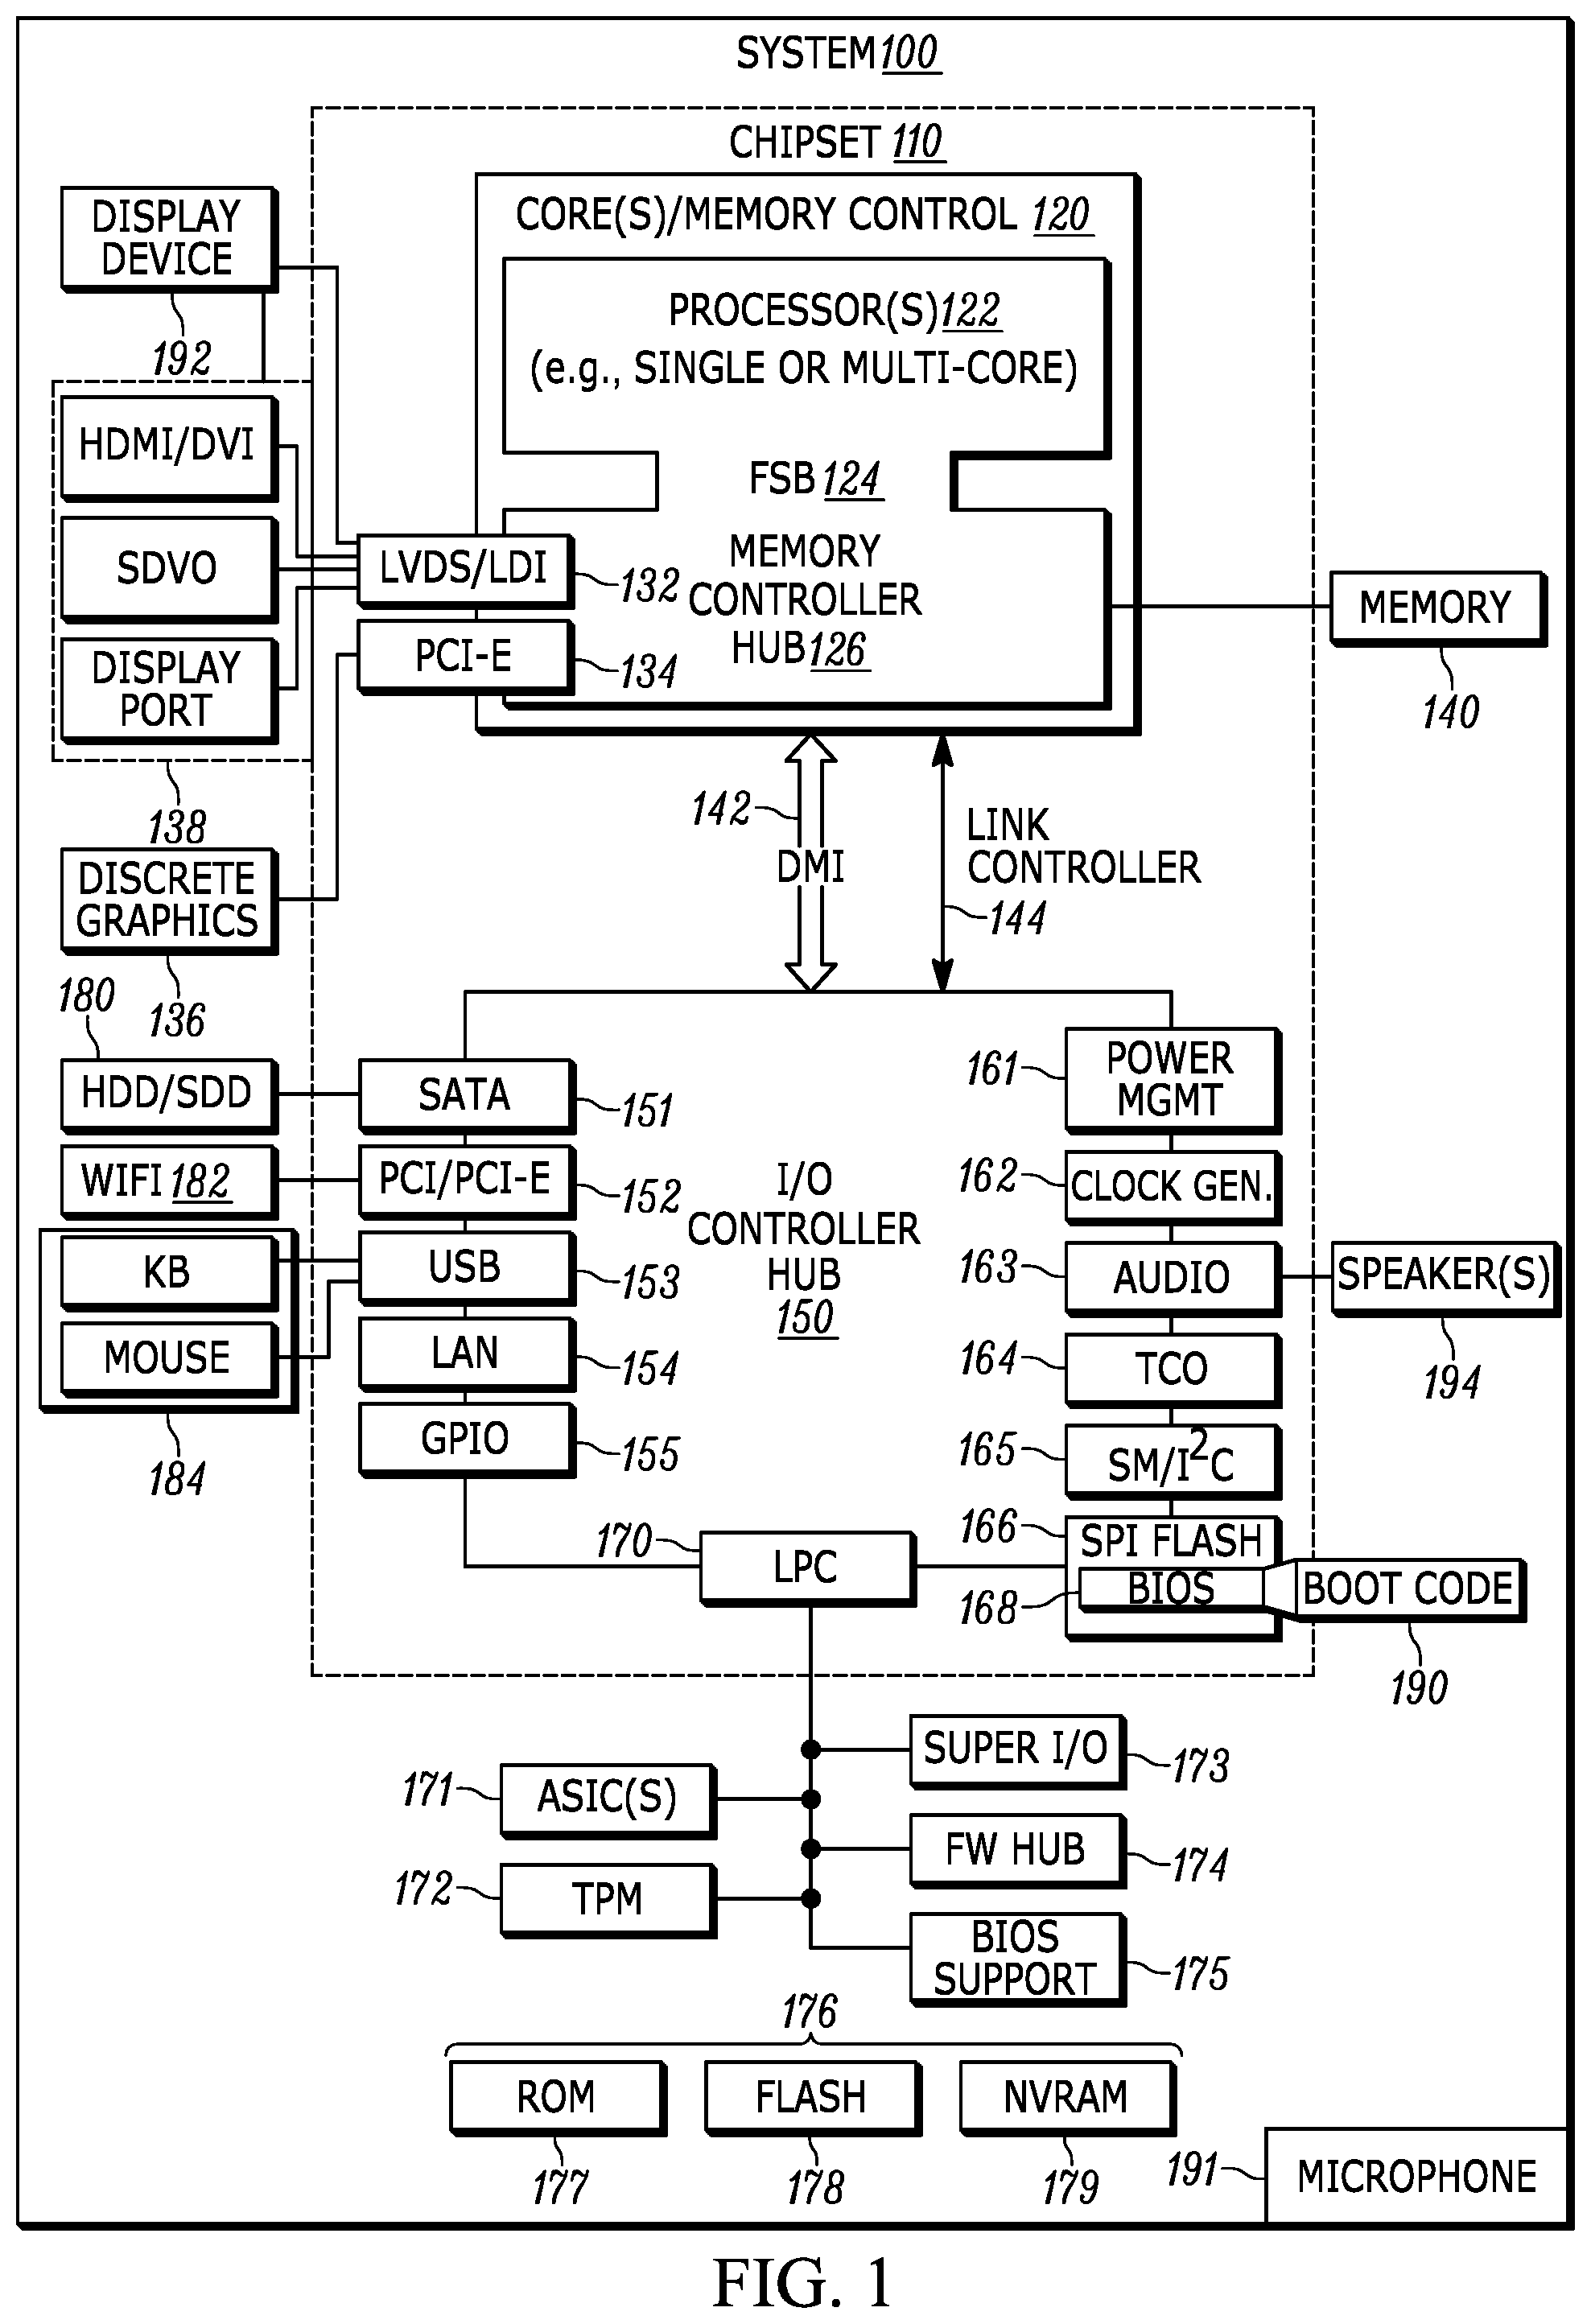 SYSTEM 100
CHIPSET 110
CORE(S)/MEMORY CONTROL 120
PROCESSOR(S) 122
(e.g., SINGLE OR MULTI-CORE)
FSB 124
MEMORY
CONTROLLER
HUB 126
DISPLAY
DEVICE
192
HDMI/DVI
SDVO
DISPLAY
PORT
138
LVDS/LDI
132
PCI-E
134
MEMORY
140
DISCRETE
GRAPHICS
136
142
DMI
LINK
CONTROLLER
144
180
HDD/SDD
WIFI 182
KB
MOUSE
184
SATA
151
PCI/PCI-E
152
USB
153
LAN
154
GPIO
155
I/O
CONTROLLER
HUB
150
161
POWER
MGMT
162
CLOCK GEN.
163
AUDIO
164
TCO
165
SM/I²C
166
SPI FLASH
168
BIOS
SPEAKER(S)
194
BOOT CODE
190
170
LPC
171
ASIC(S)
172
TPM
SUPER I/O
173
FW HUB
174
BIOS
SUPPORT
175
176
ROM
177
FLASH
178
NVRAM
179
191
MICROPHONE
FIG. 1